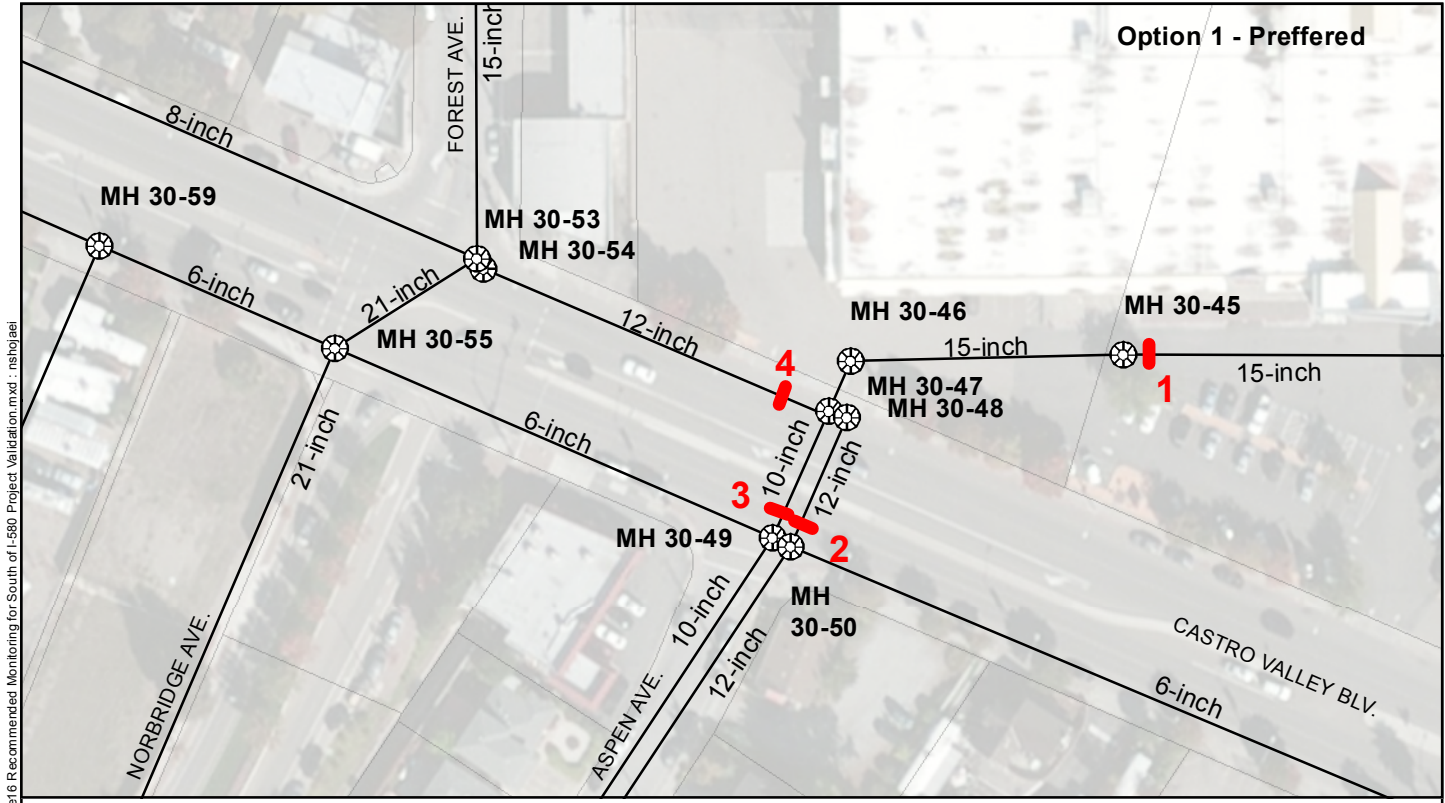 Option 1 - Preffered
FOREST AVE.
15-inch
8-inch
MH 30-59
MH 30-53
MH 30-54
21-inch
6-inch
MH 30-55
12-inch
MH 30-46
MH 30-45
15-inch
1
15-inch
4
MH 30-47
MH 30-48
6-inch
10-inch
12-inch
21-inch
3
2
MH 30-49
MH
30-50
10-inch
12-inch
CASTRO VALLEY BLV.
6-inch
NORBRIDGE AVE.
ASPEN AVE.
e16 Recommended Monitoring for South of I-580 Project Validation.mxd : nshojaei